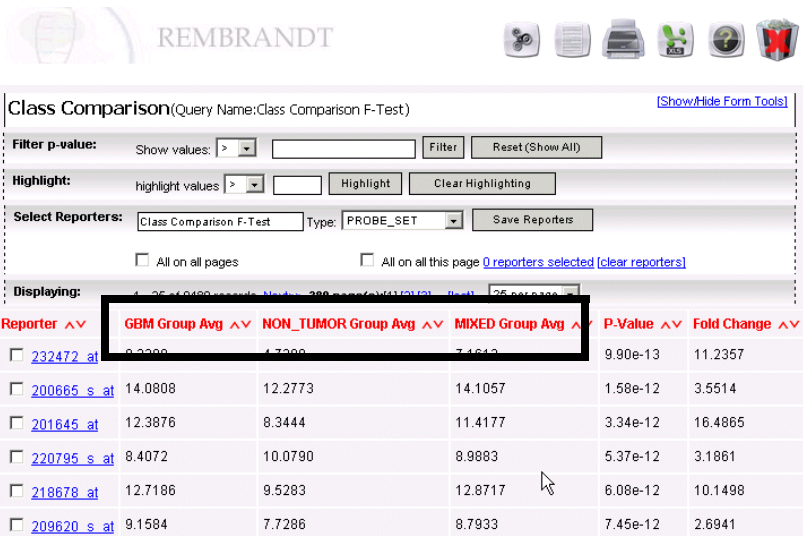 REMBRANDT
XLS
?
Class Comparison(Query Name:Class Comparison F-Test)
[Show/Hide Form Tools]
Filter p-value:
Show values: >
Filter
Reset (Show All)
Highlight:
highlight values >
Highlight
Clear Highlighting
Select Reporters:
Class Comparison F-Test
Type: PROBE_SET
Save Reporters
All on all pages
All on all this page 0 reporters selected [clear reporters]
Displaying:
Reporter GBM Group Avg NON_TUMOR Group Avg MIXED Group Avg P-Value Fold Change
232472_at 9.90e-13 11.2357
200665_s_at 14.0808 12.2773 14.1057 1.58e-12 3.5514
201645_at 12.3876 8.3444 11.4177 3.34e-12 16.4865
220795_s_at 8.4072 10.0790 8.9883 5.37e-12 3.1861
218678_at 12.7186 9.5283 12.8717 6.08e-12 10.1498
209620_s_at 9.1584 7.7286 8.7933 7.45e-12 2.6941